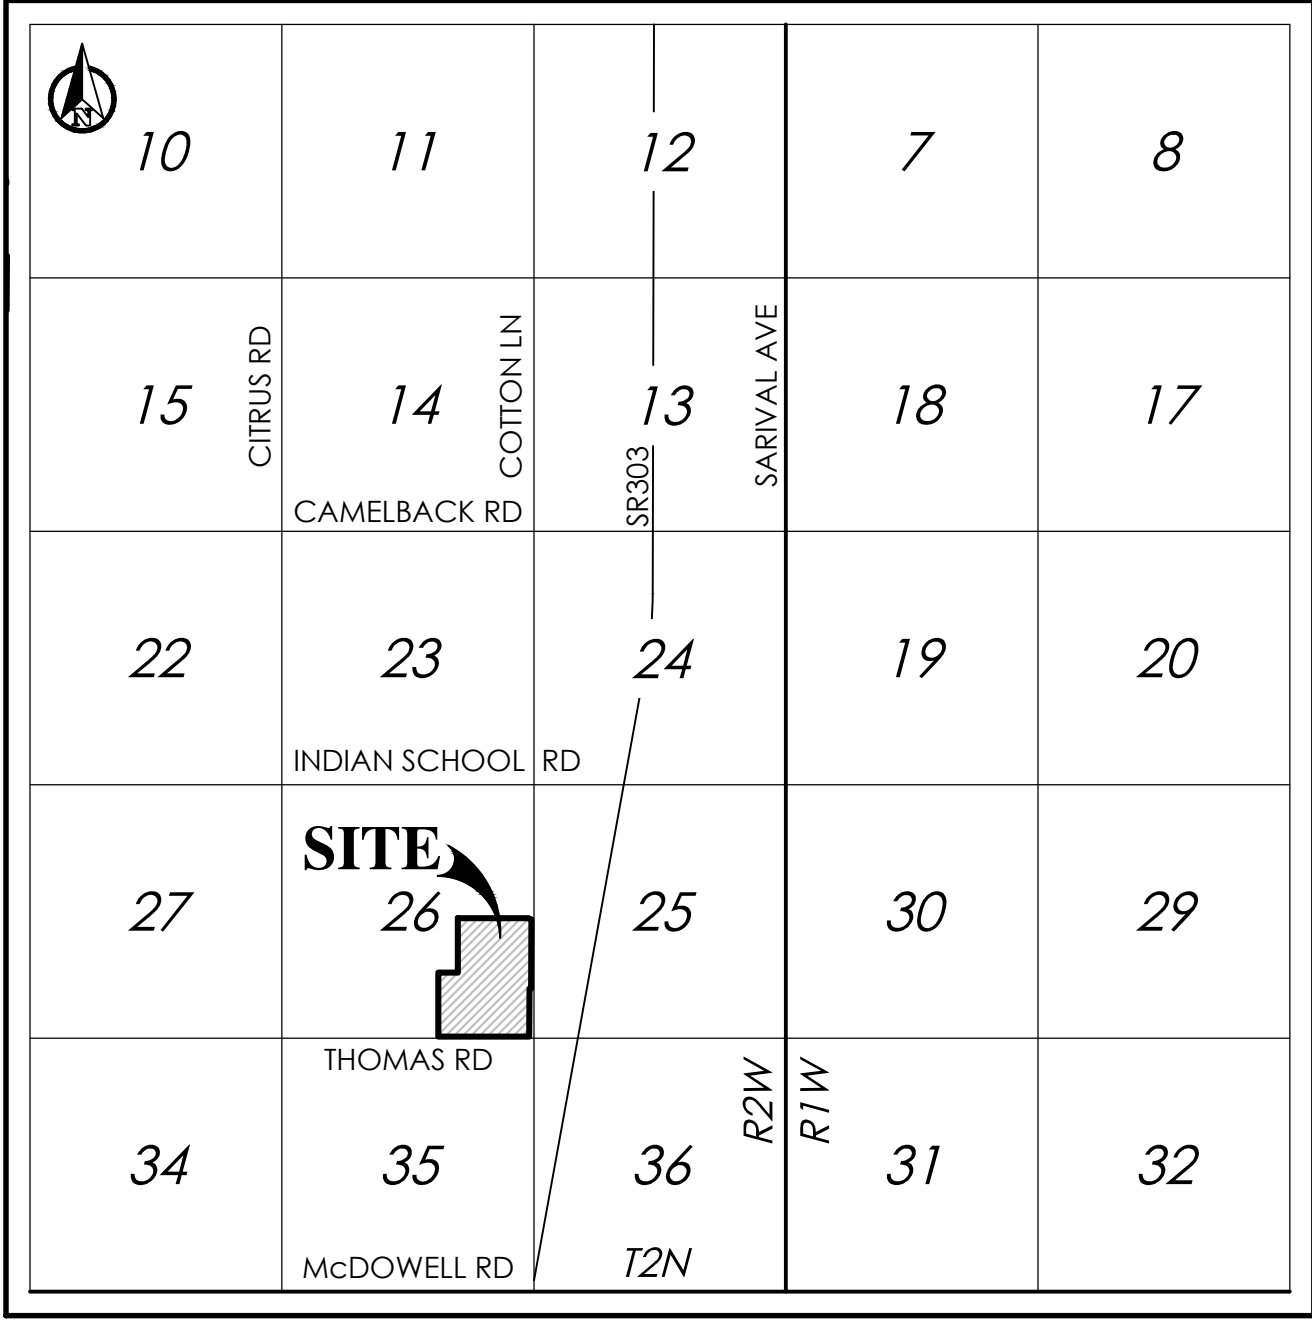 N
10 11 12 7 8
15 CITRUS RD 14 COTTON LN 13 SARIVAL AVE 18 17
SR303
CAMELBACK RD
22 23 24 19 20
INDIAN SCHOOL RD
SITE
27 26 25 30 29
THOMAS RD
R2W R1W
34 35 36 31 32
McDOWELL RD T2N